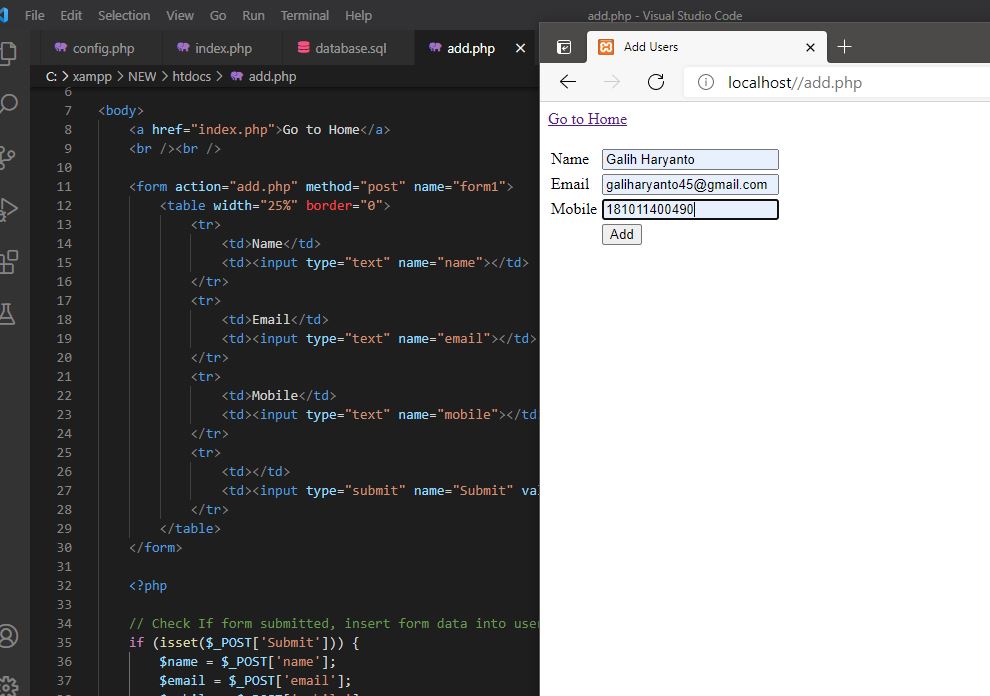 File Edit Selection View Go Run Terminal Help add.php - Visual Studio Code
config.php index.php database.sql add.php
C: > xampp > NEW > htdocs > add.php
6
7 <body>
8 <a href="index.php">Go to Home</a>
9 <br /><br />
10
11 <form action="add.php" method="post" name="form1">
12 <table width="25%" border="0">
13 <tr>
14 <td>Name</td>
15 <td><input type="text" name="name"></td>
16 </tr>
17 <tr>
18 <td>Email</td>
19 <td><input type="text" name="email"></td>
20 </tr>
21 <tr>
22 <td>Mobile</td>
23 <td><input type="text" name="mobile"></td
24 </tr>
25 <tr>
26 <td></td>
27 <td><input type="submit" name="Submit" val
28 </tr>
29 </table>
30 </form>
31
32 <?php
33
34 // Check If form submitted, insert form data into user
35 if (isset($_POST['Submit'])) {
36 $name = $_POST['name'];
37 $email = $_POST['email'];
Add Users
localhost//add.php
Go to Home
Name Galih Haryanto
Email galiharyanto45@gmail.com
Mobile 181011400490
Add